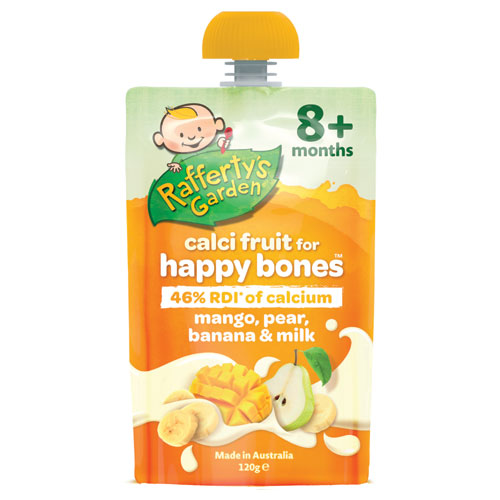 8+
months
Rafferty's
Garden
calci fruit for
happy bones™
46% RDI* of calcium
mango, pear,
banana & milk
Made in Australia
120g e